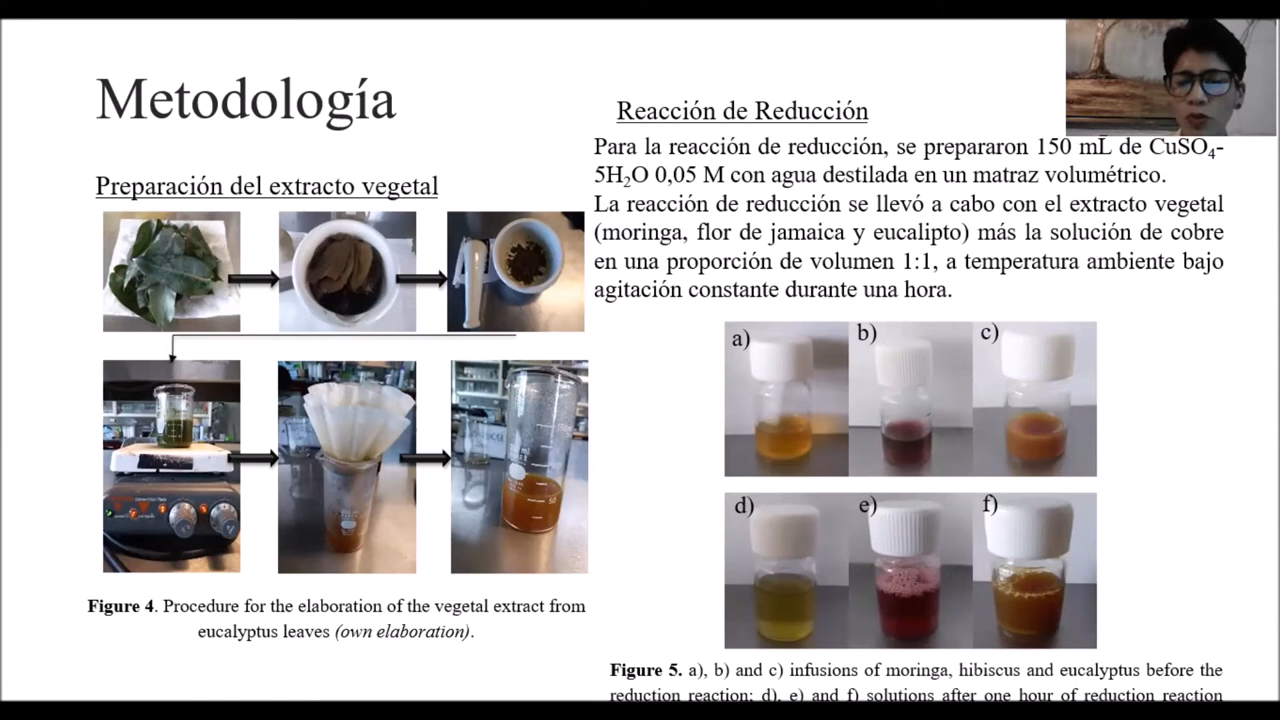 Metodología
Preparación del extracto vegetal
Figure 4. Procedure for the elaboration of the vegetal extract from
eucalyptus leaves (own elaboration).
Reacción de Reducción
Para la reacción de reducción, se prepararon 150 mL de CuSO₄-
5H₂O 0,05 M con agua destilada en un matraz volumétrico.
La reacción de reducción se llevó a cabo con el extracto vegetal
(moringa, flor de jamaica y eucalipto) más la solución de cobre
en una proporción de volumen 1:1, a temperatura ambiente bajo
agitación constante durante una hora.
a) b) c)
d) e) f)
Figure 5. a), b) and c) infusions of moringa, hibiscus and eucalyptus before the
reduction reaction; d), e) and f) solutions after one hour of reduction reaction